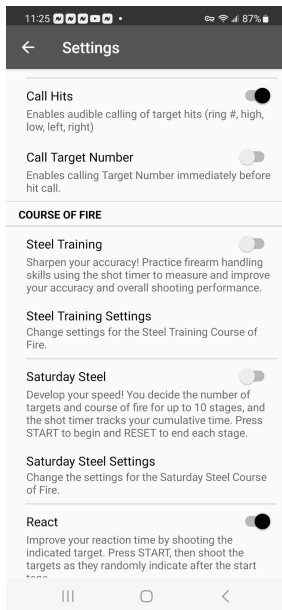 11:25
87%
Settings
Call Hits
Enables audible calling of target hits (ring #, high,
low, left, right)
Call Target Number
Enables calling Target Number immediately before
hit call.
COURSE OF FIRE
Steel Training
Sharpen your accuracy! Practice firearm handling
skills using the shot timer to measure and improve
your accuracy and overall shooting performance.
Steel Training Settings
Change settings for the Steel Training Course of
Fire.
Saturday Steel
Develop your speed! You decide the number of
targets and course of fire for up to 10 stages, and
the shot timer tracks your cumulative time. Press
START to begin and RESET to end each stage.
Saturday Steel Settings
Change the settings for the Saturday Steel Course
of Fire.
React
Improve your reaction time by shooting the
indicated target. Press START, then shoot the
targets as they randomly indicate after the start